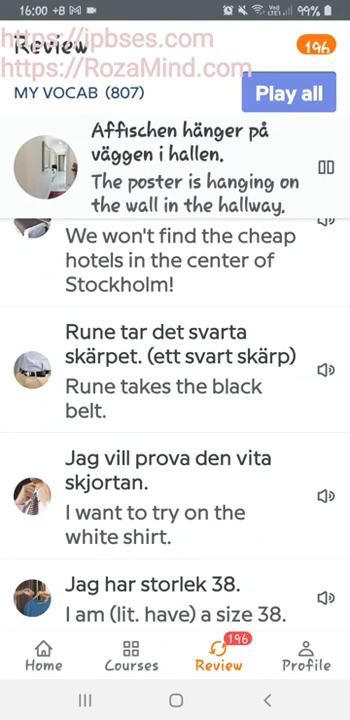 16:00 +B M
99%
https://jpbses.com
Review
196
https://RozaMind.com
MY VOCAB (807)
Play all
Affischen hänger på
väggen i hallen.
The poster is hanging on
the wall in the hallway.
We won't find the cheap
hotels in the center of
Stockholm!
Rune tar det svarta
skärpet. (ett svart skärp)
Rune takes the black
belt.
Jag vill prova den vita
skjortan.
I want to try on the
white shirt.
Jag har storlek 38.
I am (lit. have) a size 38.
196
Home
Courses
Review
Profile